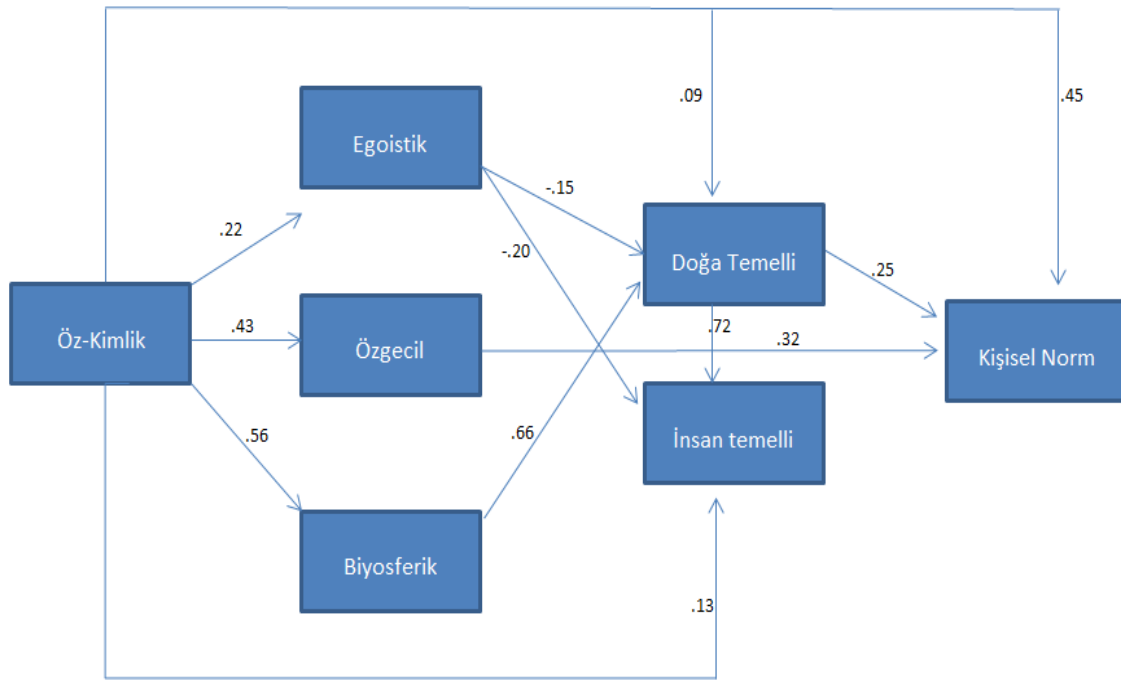 .09
.45
Egoistik
-.15
.22
-.20
Doğa Temelli
.25
Öz-Kimlik
.43
Özgecil
.72
.32
Kişisel Norm
.56
.66
İnsan temelli
Biyosferik
.13